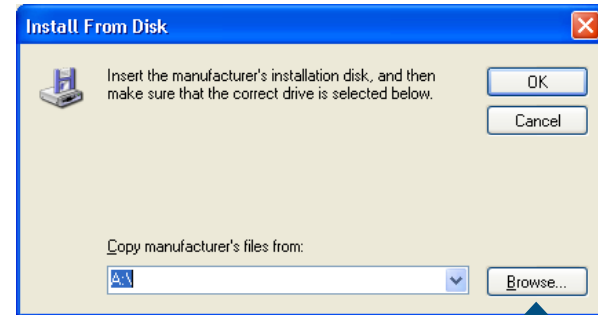 Install From Disk
Insert the manufacturer's installation disk, and then
make sure that the correct drive is selected below.
OK
Cancel
Copy manufacturer's files from:
A:\
Browse...